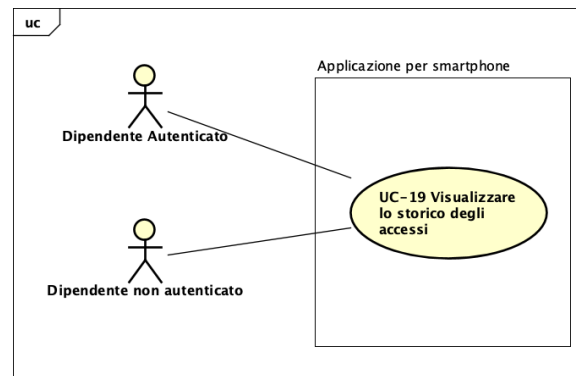 uc
Applicazione per smartphone
Dipendente Autenticato
UC-19 Visualizzare
lo storico degli
accessi
Dipendente non autenticato